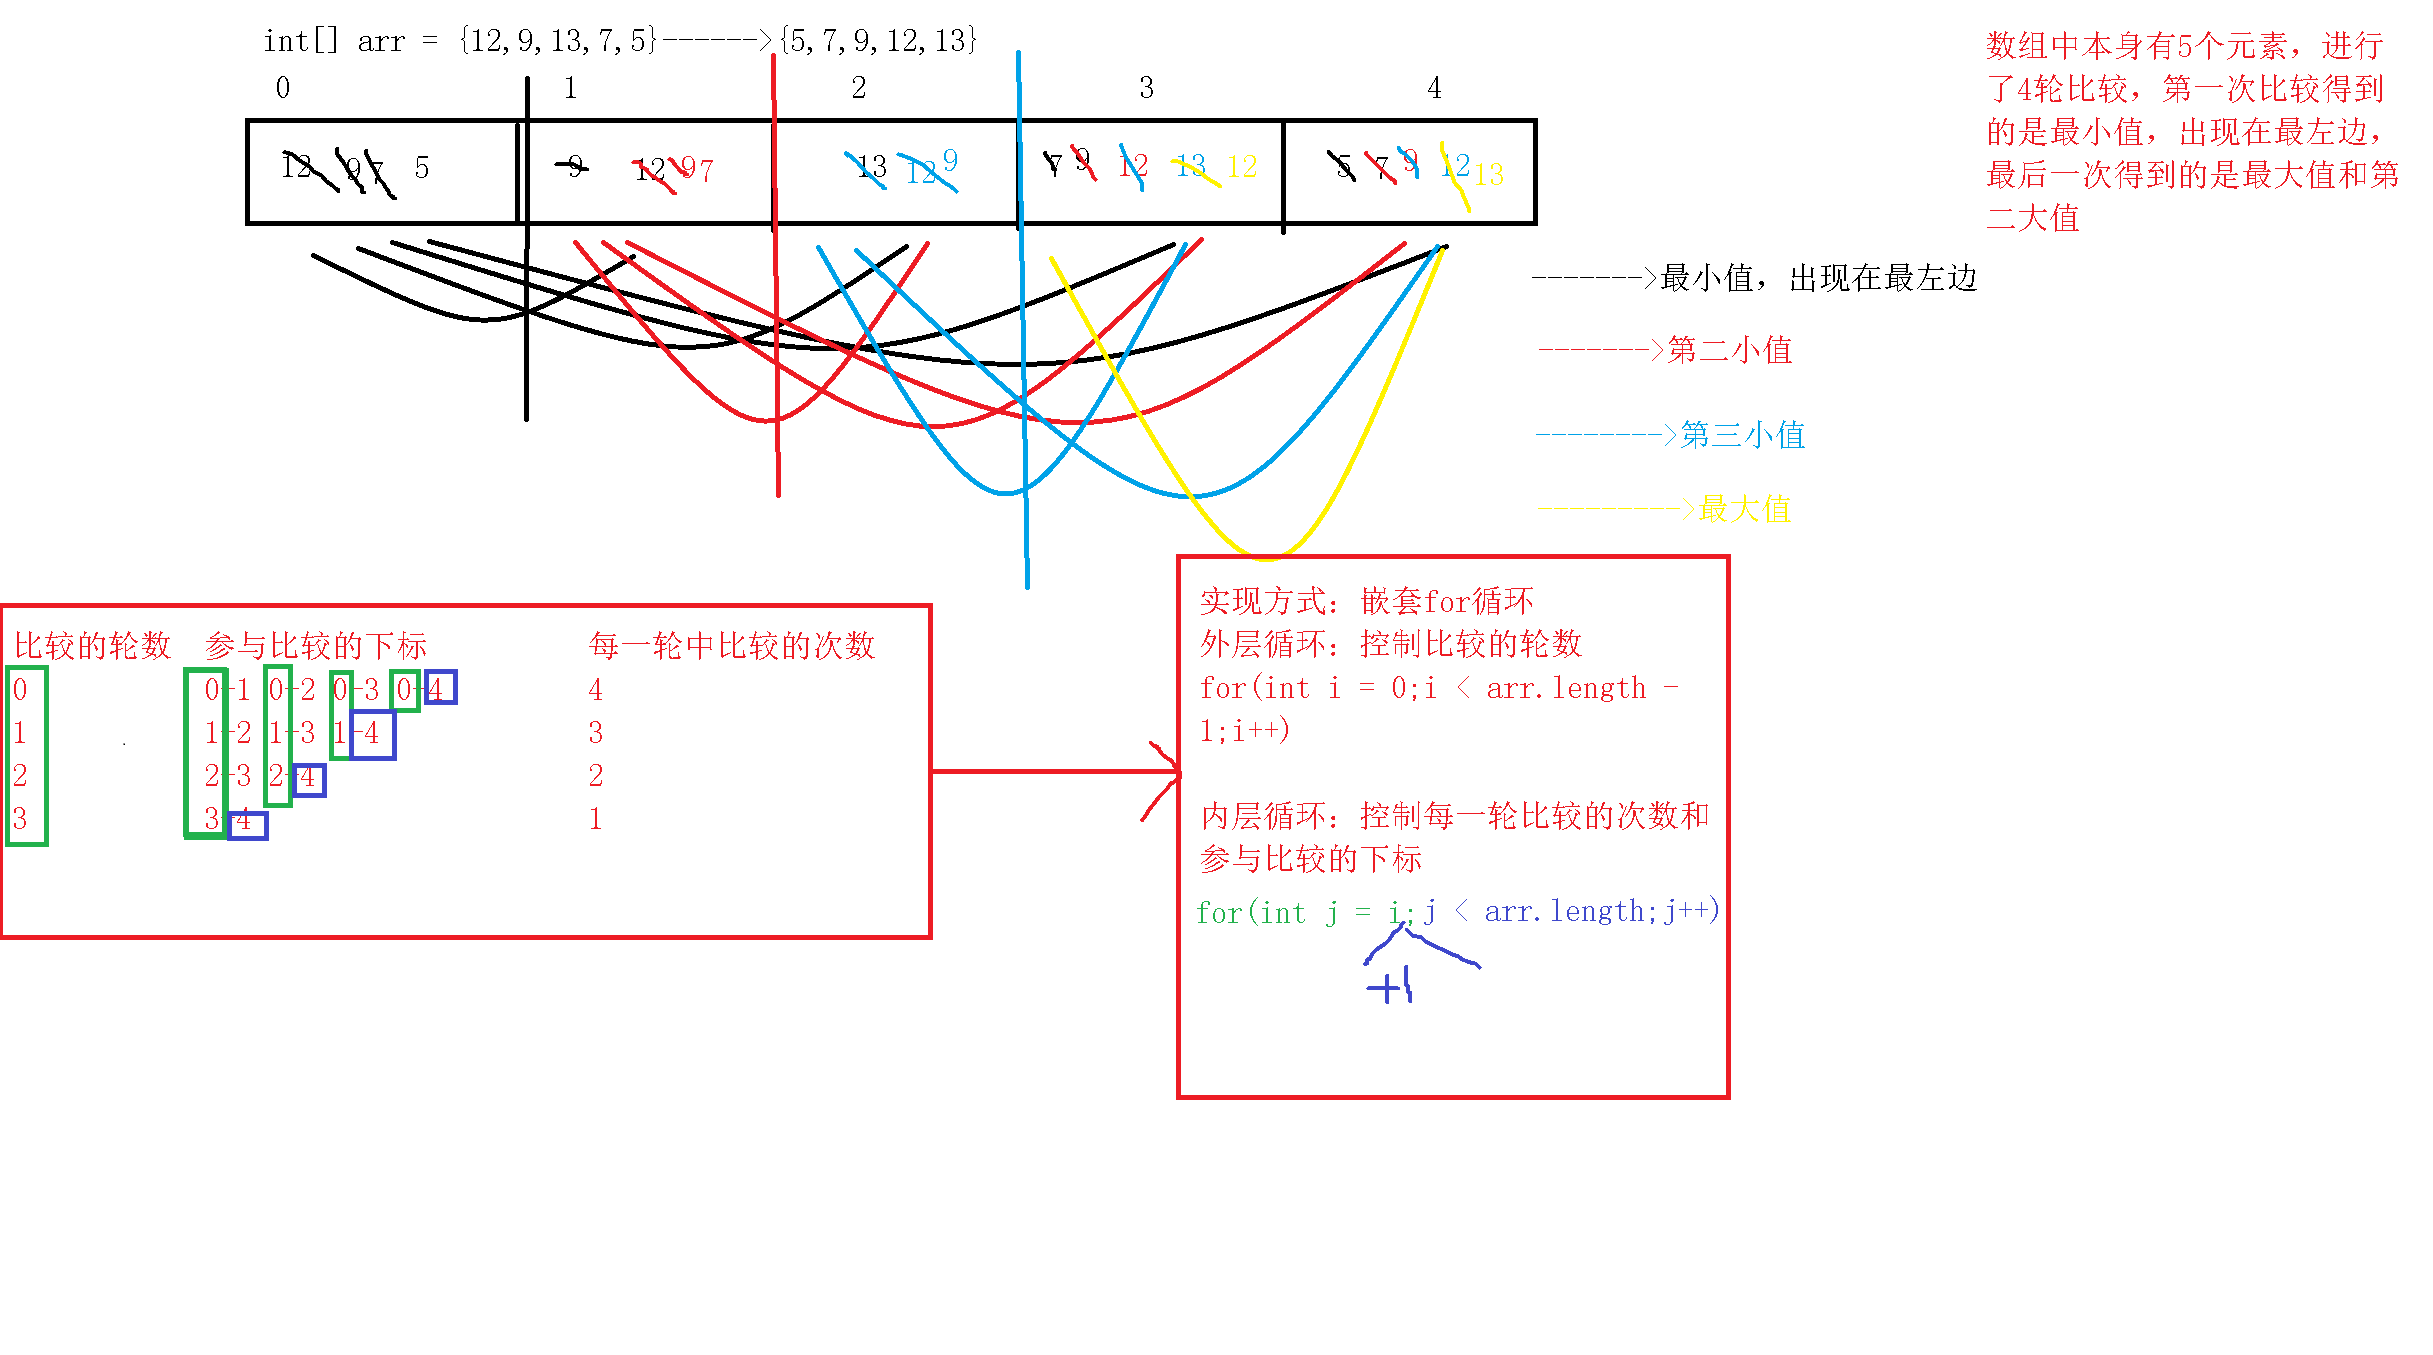 int[] arr = {12,9,13,7,5}------>{5,7,9,12,13}
0 1 2 3 4
12 9 7 5 9 12 9 7 13 12 9 7 9 12 13 12 5 7 9 12 13
数组中本身有5个元素，进行
了4轮比较，第一次比较得到
的是最小值，出现在最左边，
最后一次得到的是最大值和第
二大值
------->最小值，出现在最左边
------->第二小值
-------->第三小值
--------->最大值
比较的轮数 参与比较的下标 每一轮中比较的次数
0 0-1 0-2 0-3 0-4 4
1 1-2 1-3 1-4 3
2 2-3 2-4 2
3 3-4 1
实现方式：嵌套for循环
外层循环：控制比较的轮数
for(int i = 0;i < arr.length -
1;i++)
内层循环：控制每一轮比较的次数和
参与比较的下标
for(int j = i;j < arr.length;j++)
+1